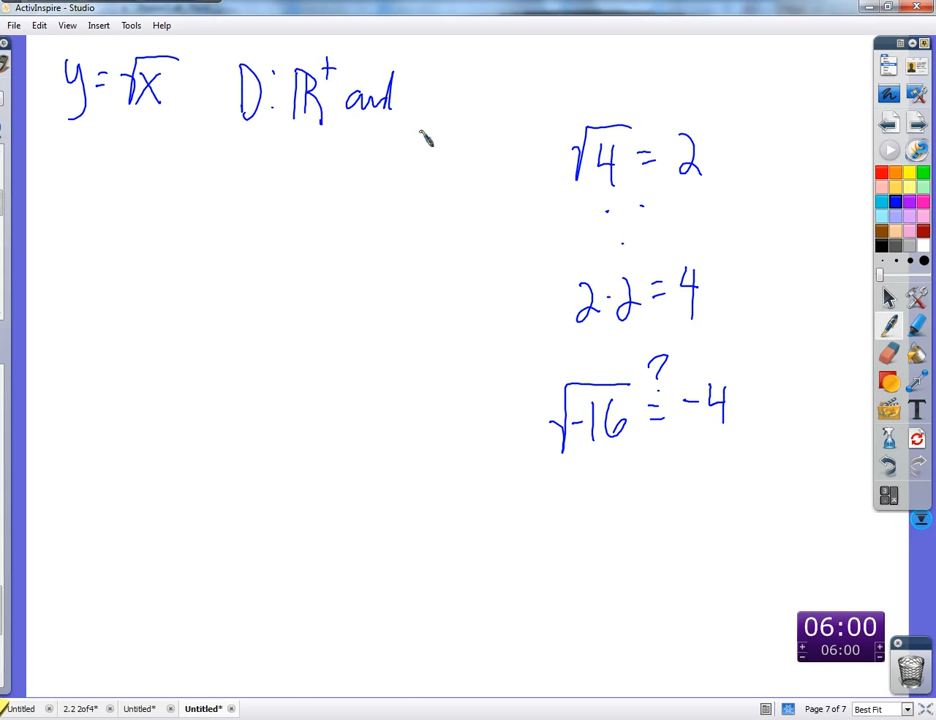 ActivInspire - Studio
File Edit View Insert Tools Help
y = √x D: ℝ⁺ and
√4 = 2
∴
2 · 2 = 4
√-16 ≟ -4
06:00
06:00
Untitled 2.2 2of4* Untitled* Untitled* Page 7 of 7 Best Fit